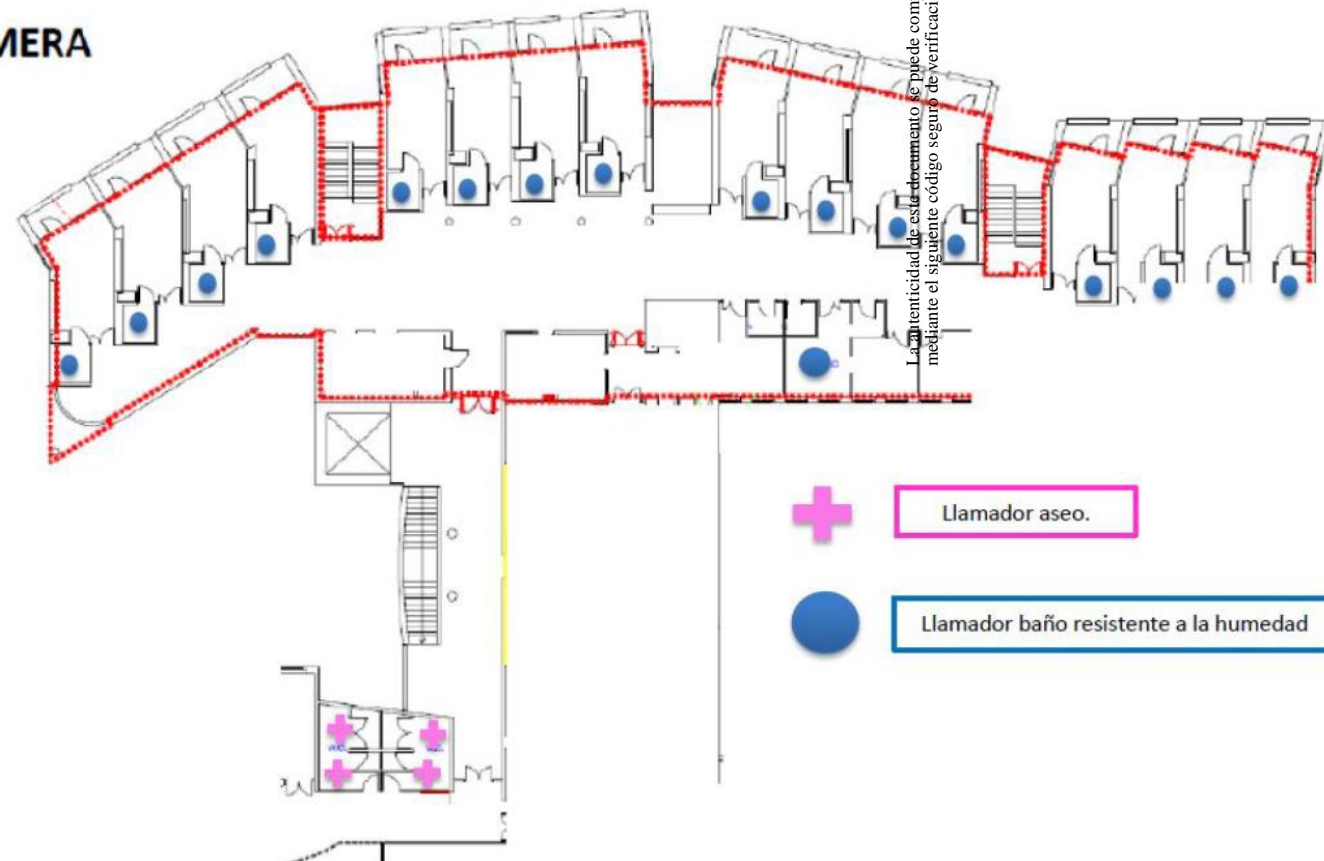 MERA
La autenticidad de este documento se puede com
mediante el siguiente código seguro de verificaci
Llamador aseo.
Llamador baño resistente a la humedad